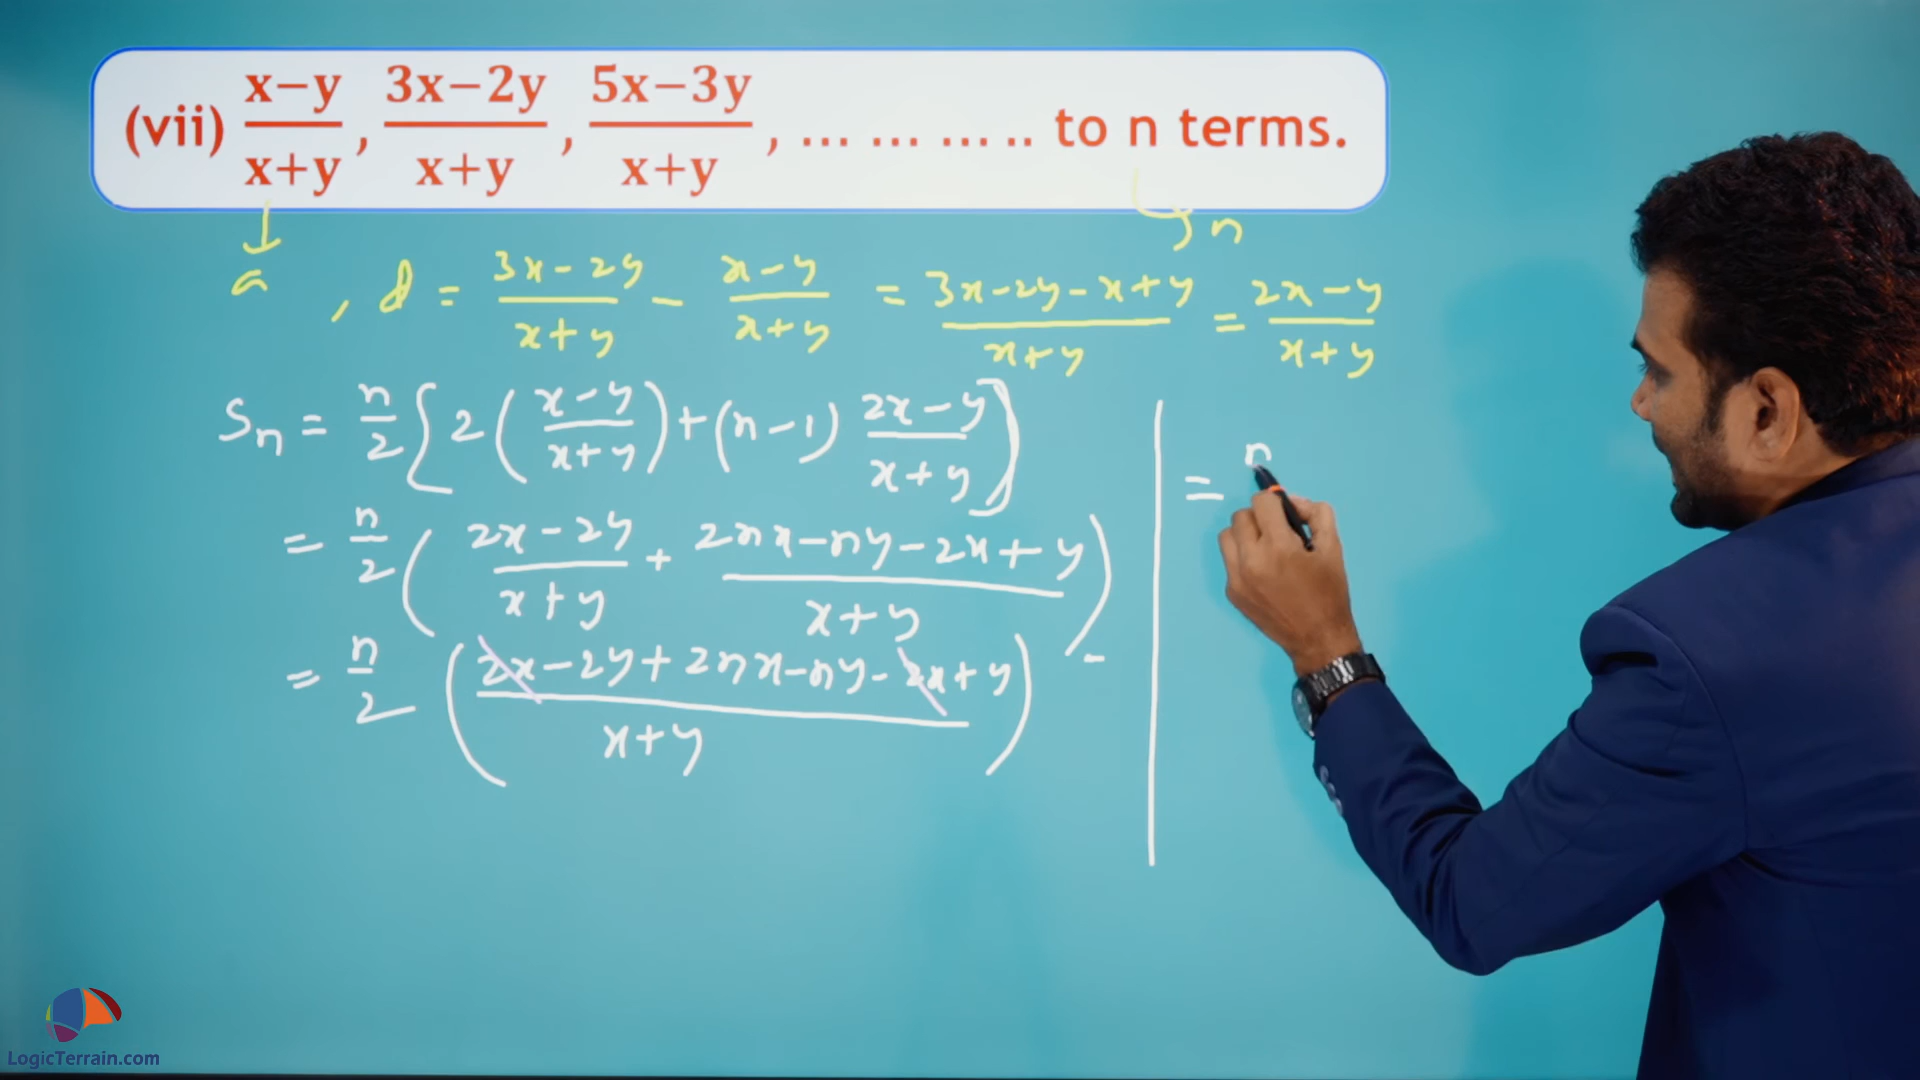 (vii) x−y/x+y, 3x−2y/x+y, 5x−3y/x+y, ... ... ... .. to n terms.
n
a, d = 3x-2y/x+y - x-y/x+y = 3x-2y-x+y/x+y = 2x-y/x+y
Sn = n/2 { 2 (x-y/x+y) + (n-1) 2x-y/x+y }
= n/2 ( 2x-2y/x+y + 2nx-ny-2x+y/x+y )
= n/2 ( 2x-2y+2nx-ny-2x+y/x+y )
= n
LogicTerrain.com